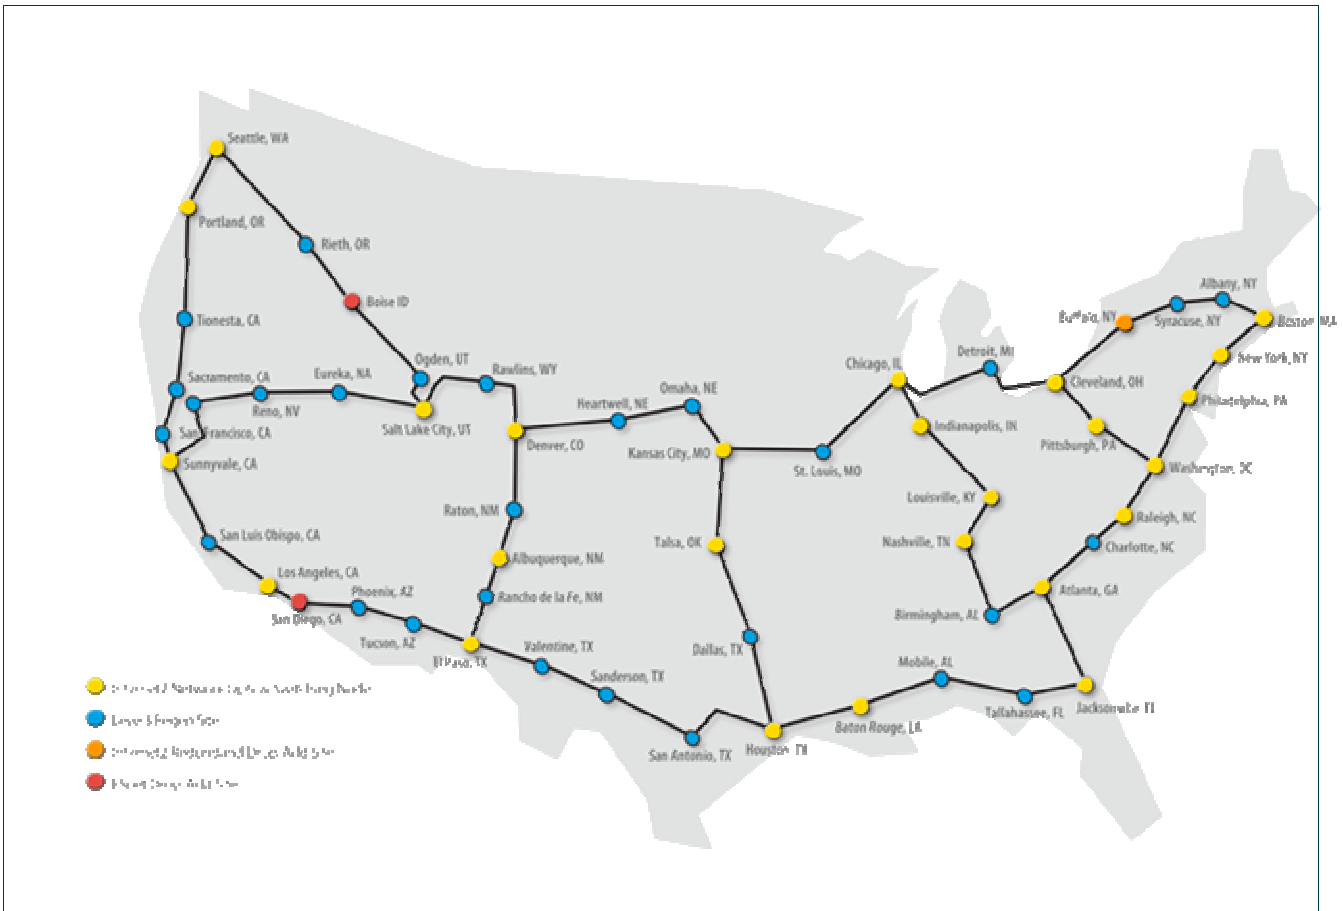 Seattle, WA
Portland, OR
Rieth, OR
Boise ID
Tionesta, CA
Ogden, UT
Rawlins, WY
Sacramento, CA
Eureka, NA
Reno, NV
Salt Lake City, UT
San Francisco, CA
Sunnyvale, CA
Denver, CO
Heartwell, NE
Omaha, NE
Kansas City, MO
St. Louis, MO
Chicago, IL
Detroit, MI
Cleveland, OH
Buffalo, NY
Syracuse, NY
Albany, NY
Boston, MA
New York, NY
Philadelphia, PA
Pittsburgh, PA
Washington, DC
Indianapolis, IN
Louisville, KY
Nashville, TN
Raleigh, NC
Charlotte, NC
Atlanta, GA
Birmingham, AL
San Luis Obispo, CA
Los Angeles, CA
San Diego, CA
Phoenix, AZ
Tucson, AZ
Raton, NM
Albuquerque, NM
Rancho de la Fe, NM
El Paso, TX
Valentine, TX
Sanderson, TX
San Antonio, TX
Talsa, OK
Dallas, TX
Houston,
Baton Rouge, LA
Mobile, AL
Tallahassee, FL
Jacksonville, FL